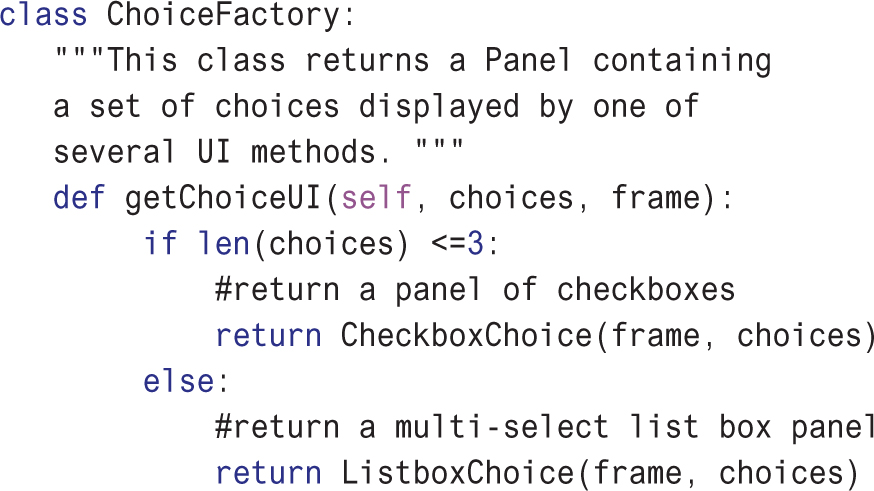 class ChoiceFactory:
    """This class returns a Panel containing
    a set of choices displayed by one of
    several UI methods. """
    def getChoiceUI(self, choices, frame):
        if len(choices) <=3:
            #return a panel of checkboxes
            return CheckboxChoice(frame, choices)
        else:
            #return a multi-select list box panel
            return ListboxChoice(frame, choices)